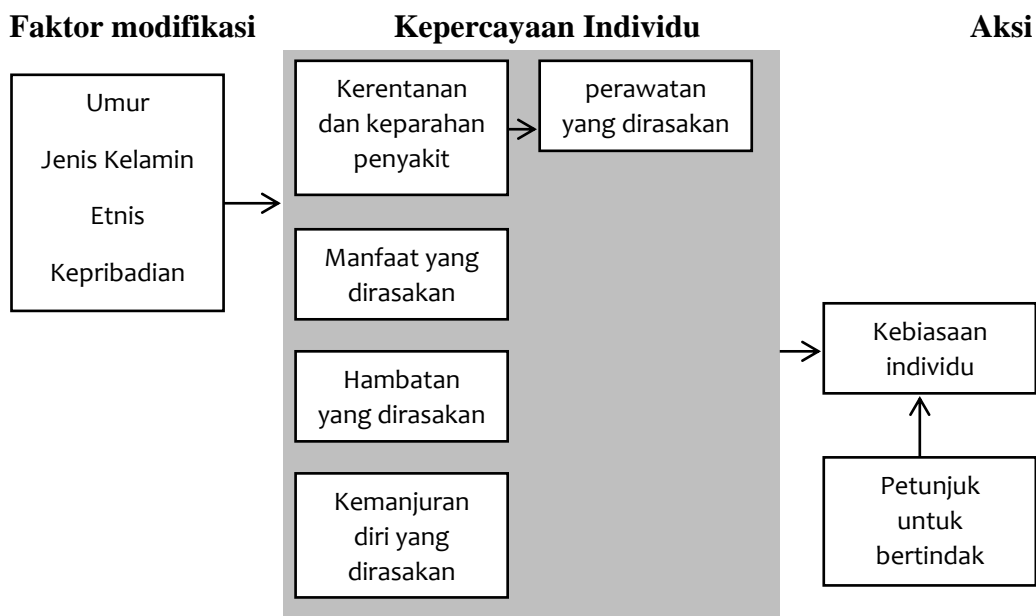 Faktor modifikasi
Kepercayaan Individu
Aksi
Umur
Jenis Kelamin
Etnis
Kepribadian
Kerentanan
dan keparahan
penyakit
perawatan
yang dirasakan
Manfaat yang
dirasakan
Hambatan
yang dirasakan
Kemanjuran
diri yang
dirasakan
Kebiasaan
individu
Petunjuk
untuk
bertindak